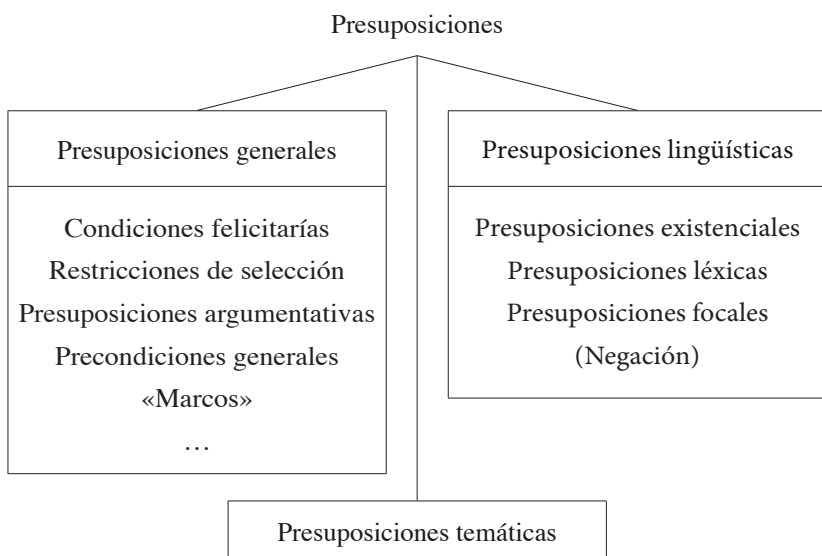 Presuposiciones
Presuposiciones generales
Condiciones felicitarías
Restricciones de selección
Presuposiciones argumentativas
Precondiciones generales
«Marcos»
…
Presuposiciones lingüísticas
Presuposiciones existenciales
Presuposiciones léxicas
Presuposiciones focales
(Negación)
Presuposiciones temáticas